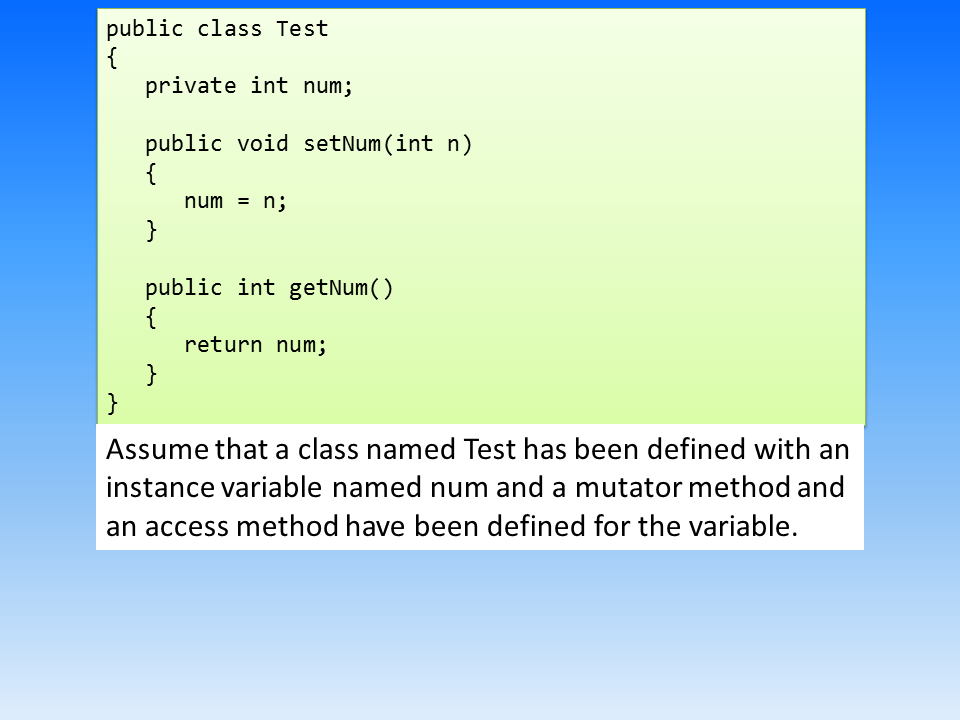 public class Test
{
   private int num;

   public void setNum(int n)
   {
      num = n;
   }

   public int getNum()
   {
      return num;
   }
}
Assume that a class named Test has been defined with an
instance variable named num and a mutator method and
an access method have been defined for the variable.